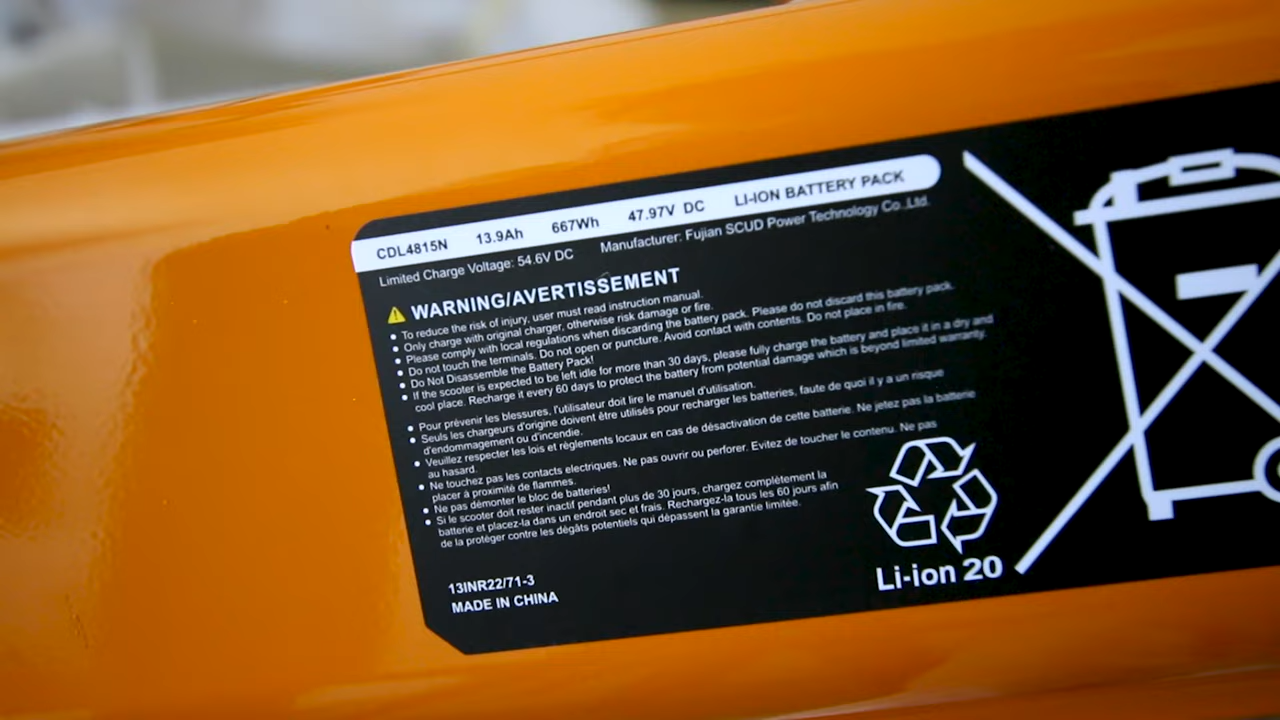 CDL4815N 13.9Ah 667Wh 47.97V DC LI-ION BATTERY PACK
Limited Charge Voltage: 54.6V DC Manufacturer: Fujian SCUD Power Technology Co.,Ltd.
WARNING/AVERTISSEMENT
• To reduce the risk of injury, user must read instruction manual.
• Only charge with original charger, otherwise risk damage or fire.
• Please comply with local regulations when discarding the battery pack. Please do not discard this battery pack.
• Do not touch the terminals. Do not open or puncture. Avoid contact with contents. Do not place in fire.
• Do Not Disassemble the Battery Pack!
• If the scooter is expected to be left idle for more than 30 days, please fully charge the battery and place it in a dry and
cool place. Recharge it every 60 days to protect the battery from potential damage which is beyond limited warranty.
• Pour prévenir les blessures, l'utilisateur doit lire le manuel d'utilisation.
• Seuls les chargeurs d'origine doivent être utilisés pour recharger les batteries, faute de quoi il y a un risque
d'endommagement ou d'incendie.
• Veuillez respecter les lois et règlements locaux en cas de désactivation de cette batterie. Ne jetez pas la batterie
au hasard.
• Ne touchez pas les contacts electriques. Ne pas ouvrir ou perforer. Evitez de toucher le contenu. Ne pas
placer à proximité de flammes.
• Ne pas démonter le bloc de batteries!
• Si le scooter doit rester inactif pendant plus de 30 jours, chargez complètement la
batterie et placez-la dans un endroit sec et frais. Rechargez-la tous les 60 jours afin
de la protéger contre les dégâts potentiels qui dépassent la garantie limitée.
13INR22/71-3
MADE IN CHINA
Li-ion 20